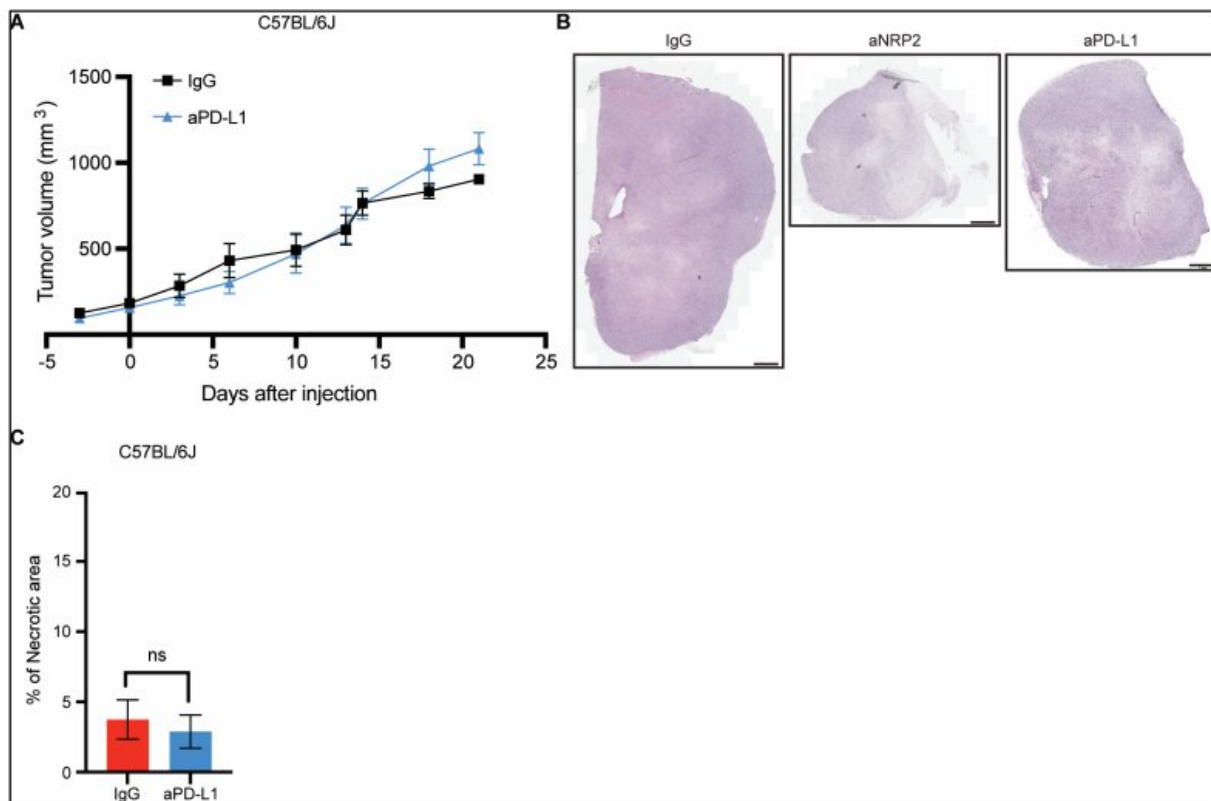 A
C57BL/6J
IgG
aPD-L1
1500
1000
500
Tumor volume (mm 3)
-5 0 5 10 15 20 25
Days after injection
B
IgG
aNRP2
aPD-L1
C
C57BL/6J
20
15
10
5
0
% of Necrotic area
ns
IgG aPD-L1